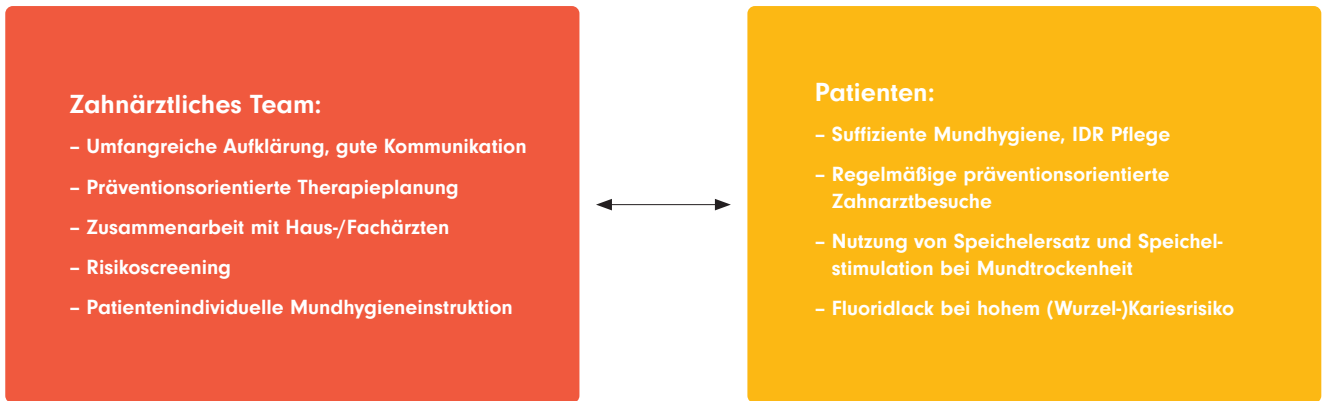 Zahnärztliches Team:
– Umfangreiche Aufklärung, gute Kommunikation
– Präventionsorientierte Therapieplanung
– Zusammenarbeit mit Haus-/Fachärzten
– Risikoscreening
– Patientenindividuelle Mundhygieneinstruktion
Patienten:
– Suffiziente Mundhygiene, IDR Pflege
– Regelmäßige präventionsorientierte
Zahnarztbesuche
– Nutzung von Speichelersatz und Speichel-
stimulation bei Mundtrockenheit
– Fluoridlack bei hohem (Wurzel-)Kariesrisiko